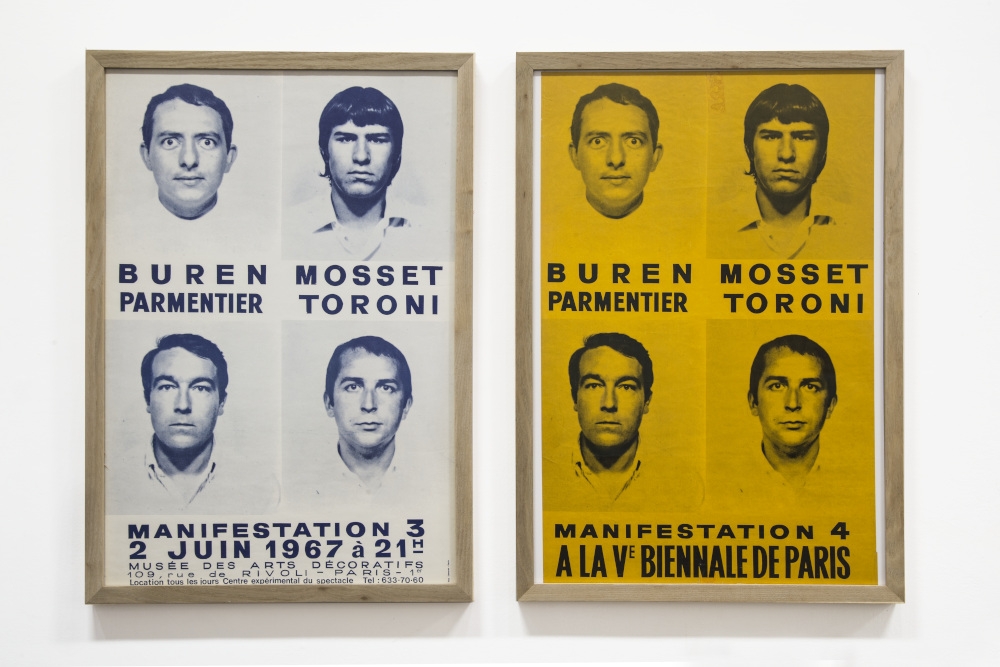 BUREN MOSSET
PARMENTIER TORONI
MANIFESTATION 3
2 JUIN 1967 à 21H
MUSÉE DES ARTS DÉCORATIFS
109, rue de RIVOLI - PARIS - 1er
Location tous les jours Centre expérimental du spectacle Tel : 633-70-60
BUREN MOSSET
PARMENTIER TORONI
MANIFESTATION 4
A LA VE BIENNALE DE PARIS